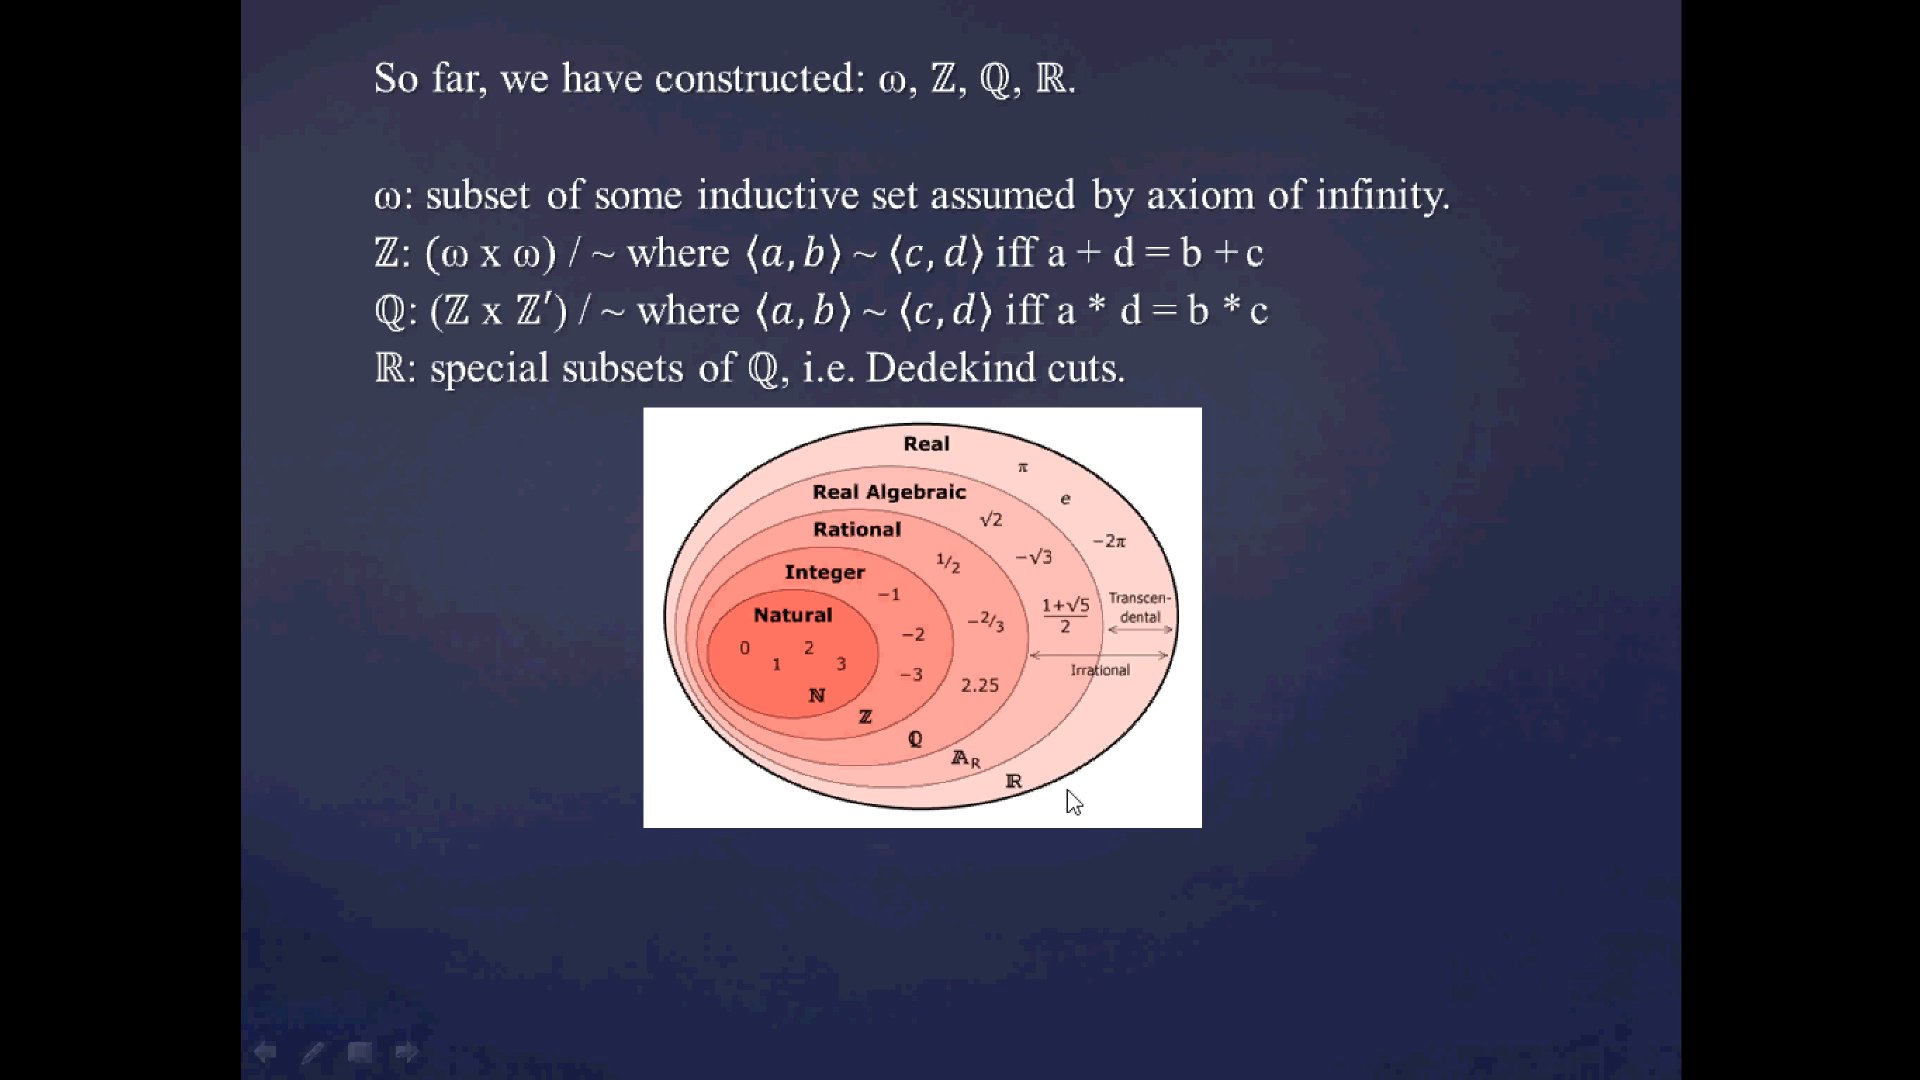 So far, we have constructed: ω, ℤ, ℚ, ℝ.
ω: subset of some inductive set assumed by axiom of infinity.
ℤ: (ω x ω) / ~ where ⟨a, b⟩ ~ ⟨c, d⟩ iff a + d = b + c
ℚ: (ℤ x ℤ′) / ~ where ⟨a, b⟩ ~ ⟨c, d⟩ iff a * d = b * c
ℝ: special subsets of ℚ, i.e. Dedekind cuts.
Real
π
Real Algebraic
e
√2
Rational
−2π
−√3
1/2
Integer
−1
Transcen-
dental
1+√5
2
Natural
−2/3
−2
0
2
1
3
Irrational
−3
2.25
ℕ
ℤ
ℚ
𝔸R
ℝ